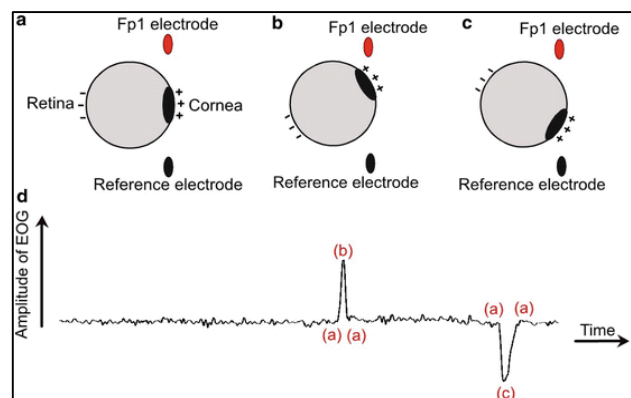 a
b
c
Fp1 electrode
Fp1 electrode
Fp1 electrode
+
+
+
Retina
Cornea
-
-
-
+
+
+
-
-
-
-
-
-
+
+
+
Reference electrode
Reference electrode
Reference electrode
d
Amplitude of EOG
(b)
(a) (a)
(a) (a)
(c)
Time